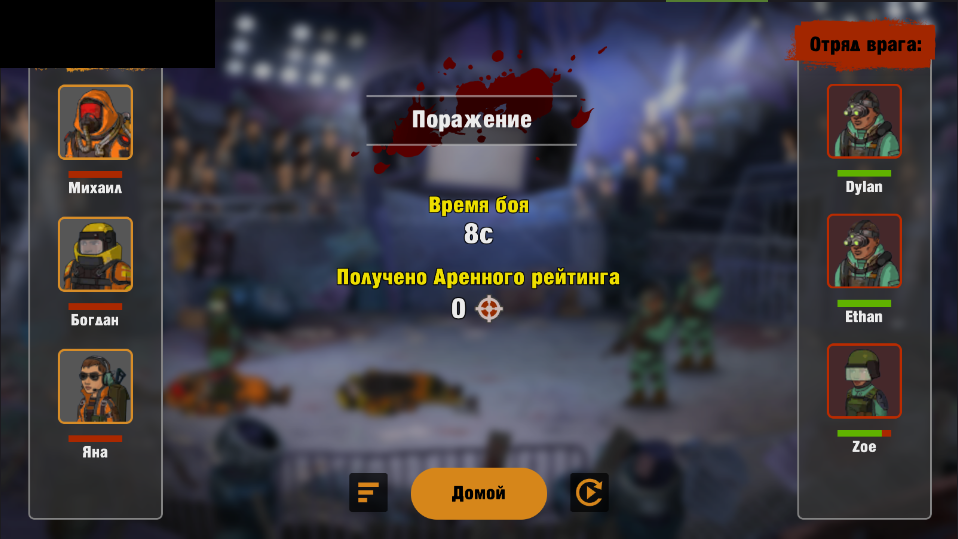 Отряд врага:
Поражение
Михаил
Dylan
Время боя
8с
Получено Аренного рейтинга
0
Богдан
Ethan
Яна
Zoe
Домой